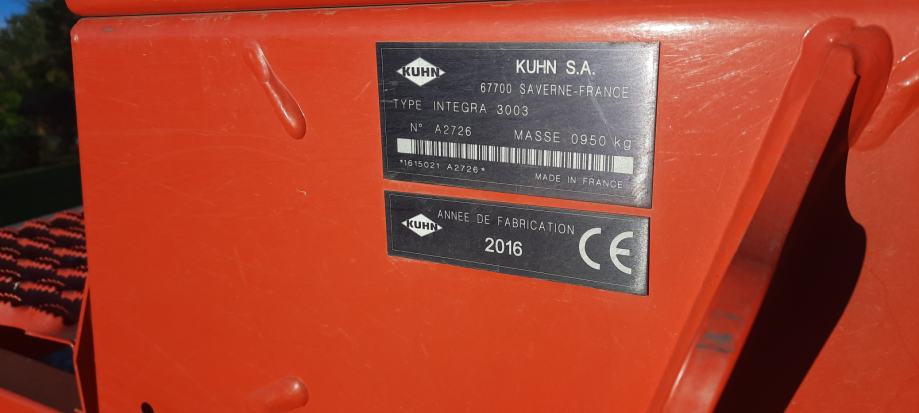 KUHN
KUHN S.A.
67700 SAVERNE-FRANCE
TYPE INTEGRA 3003
N° A2726 MASSE 0950 kg
*1615021 A2726*
MADE IN FRANCE
KUHN
ANNEE DE FABRICATION
2016
CE